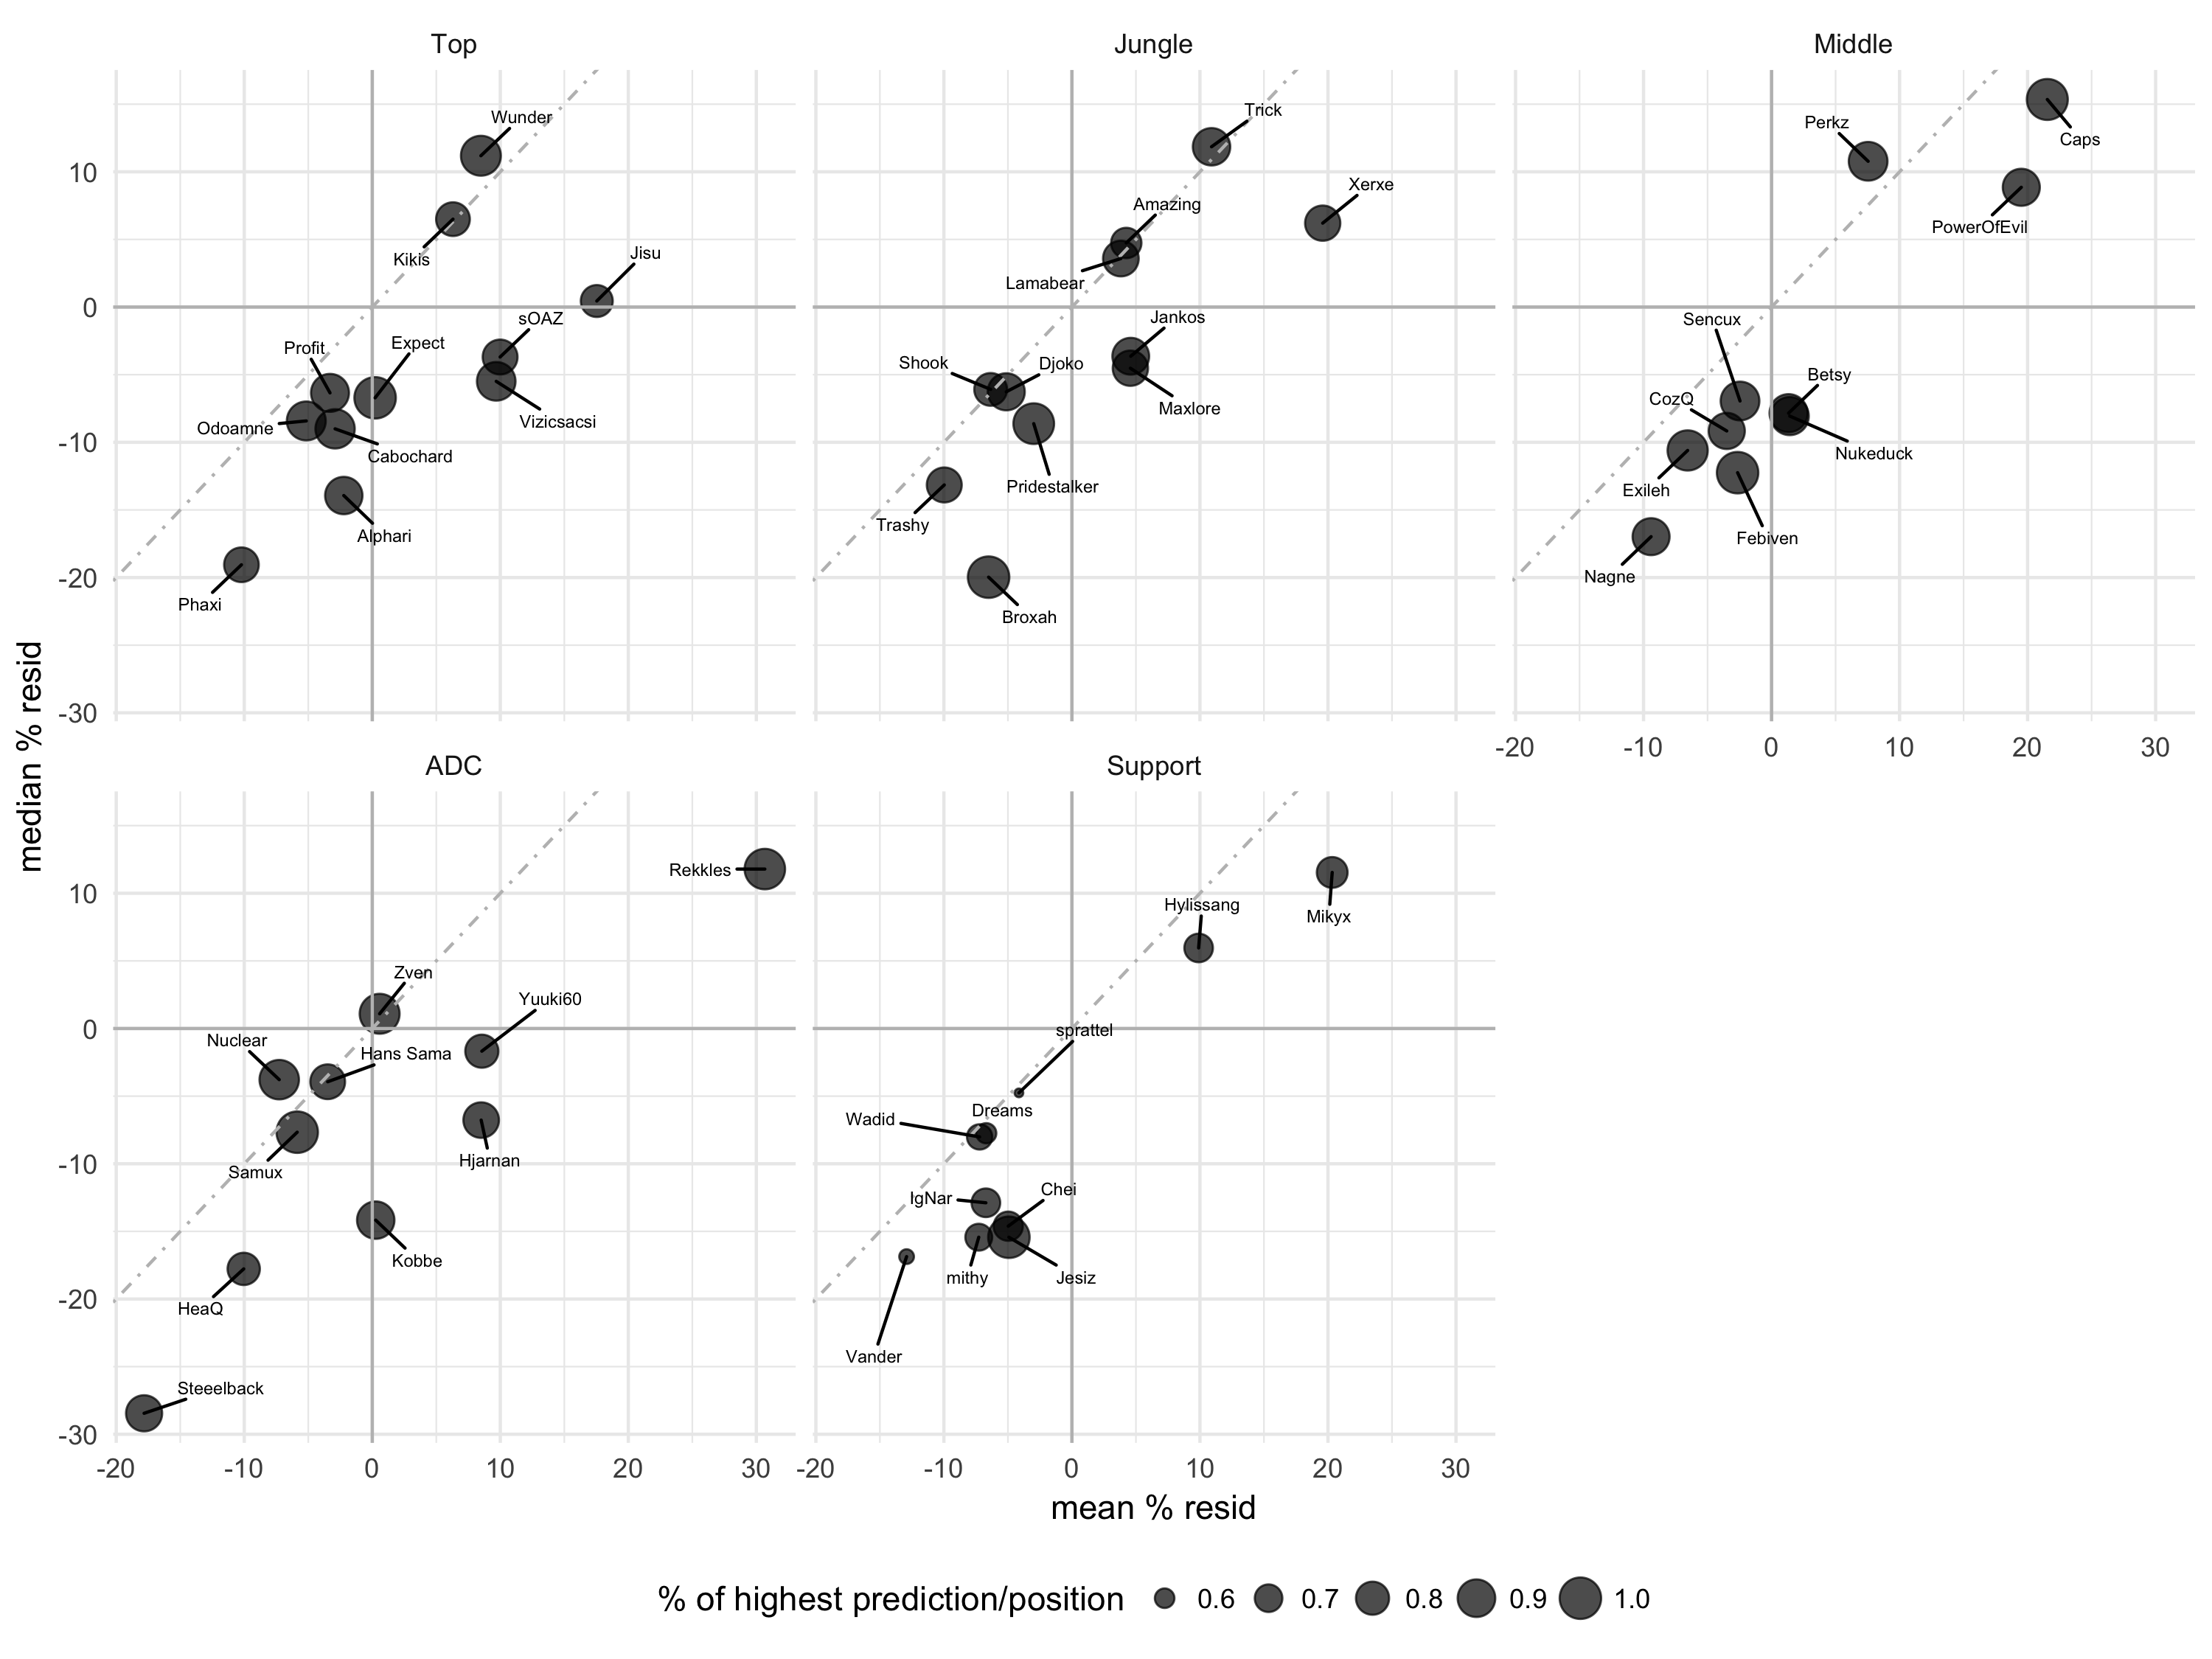 Top
Jungle
Middle
Wunder
Kikis
Jisu
sOAZ
Expect
Profit
Odoamne
Vizicsacsi
Cabochard
Alphari
Phaxi
10
0
-10
-20
-30
Trick
Xerxe
Amazing
Lamabear
Jankos
Shook
Djoko
Maxlore
Pridestalker
Trashy
Broxah
Perkz
Caps
PowerOfEvil
Sencux
Betsy
CozQ
Nukeduck
Exileh
Febiven
Nagne
-20 -10 0 10 20 30
median % resid
ADC
Support
Rekkles
Zven
Yuuki60
Nuclear
Hans Sama
Hjarnan
Samux
Kobbe
HeaQ
Steeelback
10
0
-10
-20
-30
Hylissang
Mikyx
sprattel
Dreams
Wadid
IgNar
Chei
mithy
Jesiz
Vander
-20 -10 0 10 20 30
-20 -10 0 10 20 30
mean % resid
% of highest prediction/position 0.6 0.7 0.8 0.9 1.0